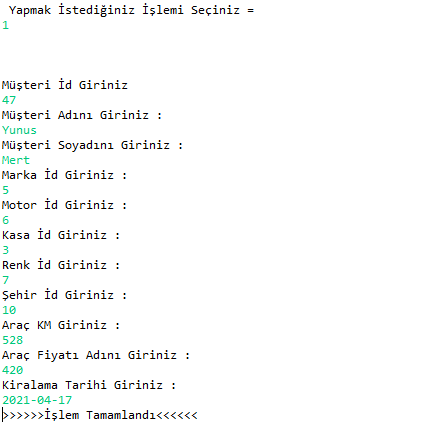 Yapmak İstediğiniz İşlemi Seçiniz =
1
Müşteri İd Giriniz
47
Müşteri Adını Giriniz :
Yunus
Müşteri Soyadını Giriniz :
Mert
Marka İd Giriniz :
5
Motor İd Giriniz :
6
Kasa İd Giriniz :
3
Renk İd Giriniz :
7
Şehir İd Giriniz :
10
Araç KM Giriniz :
528
Araç Fiyatı Adını Giriniz :
420
Kiralama Tarihi Giriniz :
2021-04-17
>>>>>>İşlem Tamamlandı<<<<<<